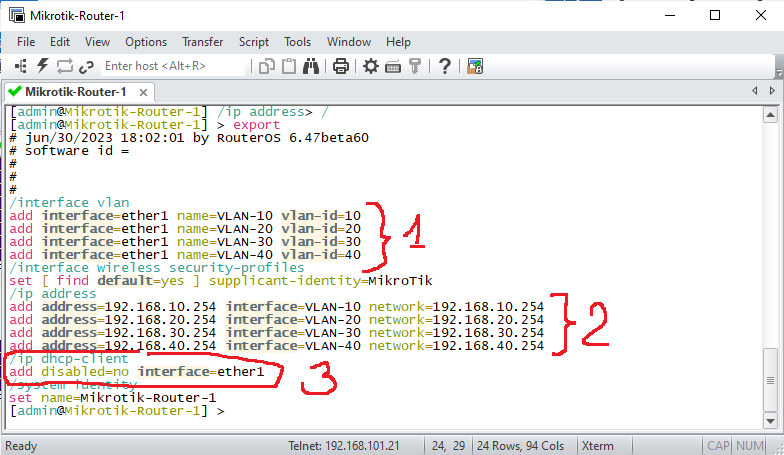 Mikrotik-Router-1
File Edit View Options Transfer Script Tools Window Help
Enter host <Alt+R>
Mikrotik-Router-1
[admin@Mikrotik-Router-1] /ip address> /
[admin@Mikrotik-Router-1] > export
# jun/30/2023 18:02:01 by RouterOS 6.47beta60
# software id =
#
#
#
/interface vlan
add interface=ether1 name=VLAN-10 vlan-id=10
add interface=ether1 name=VLAN-20 vlan-id=20
add interface=ether1 name=VLAN-30 vlan-id=30
add interface=ether1 name=VLAN-40 vlan-id=40
1
/interface wireless security-profiles
set [ find default=yes ] supplicant-identity=MikroTik
/ip address
add address=192.168.10.254 interface=VLAN-10 network=192.168.10.254
add address=192.168.20.254 interface=VLAN-20 network=192.168.20.254
add address=192.168.30.254 interface=VLAN-30 network=192.168.30.254
add address=192.168.40.254 interface=VLAN-40 network=192.168.40.254
2
/ip dhcp-client
add disabled=no interface=ether1
3
/system identity
set name=Mikrotik-Router-1
[admin@Mikrotik-Router-1] >
Ready Telnet: 192.168.101.21 24, 29 24 Rows, 94 Cols Xterm CAP NUM